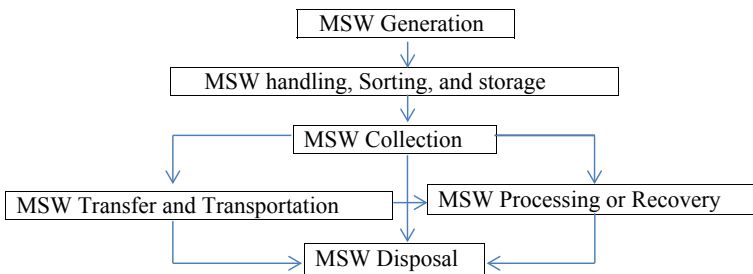 MSW Generation
MSW handling, Sorting, and storage
MSW Collection
MSW Transfer and Transportation
MSW Processing or Recovery
MSW Disposal